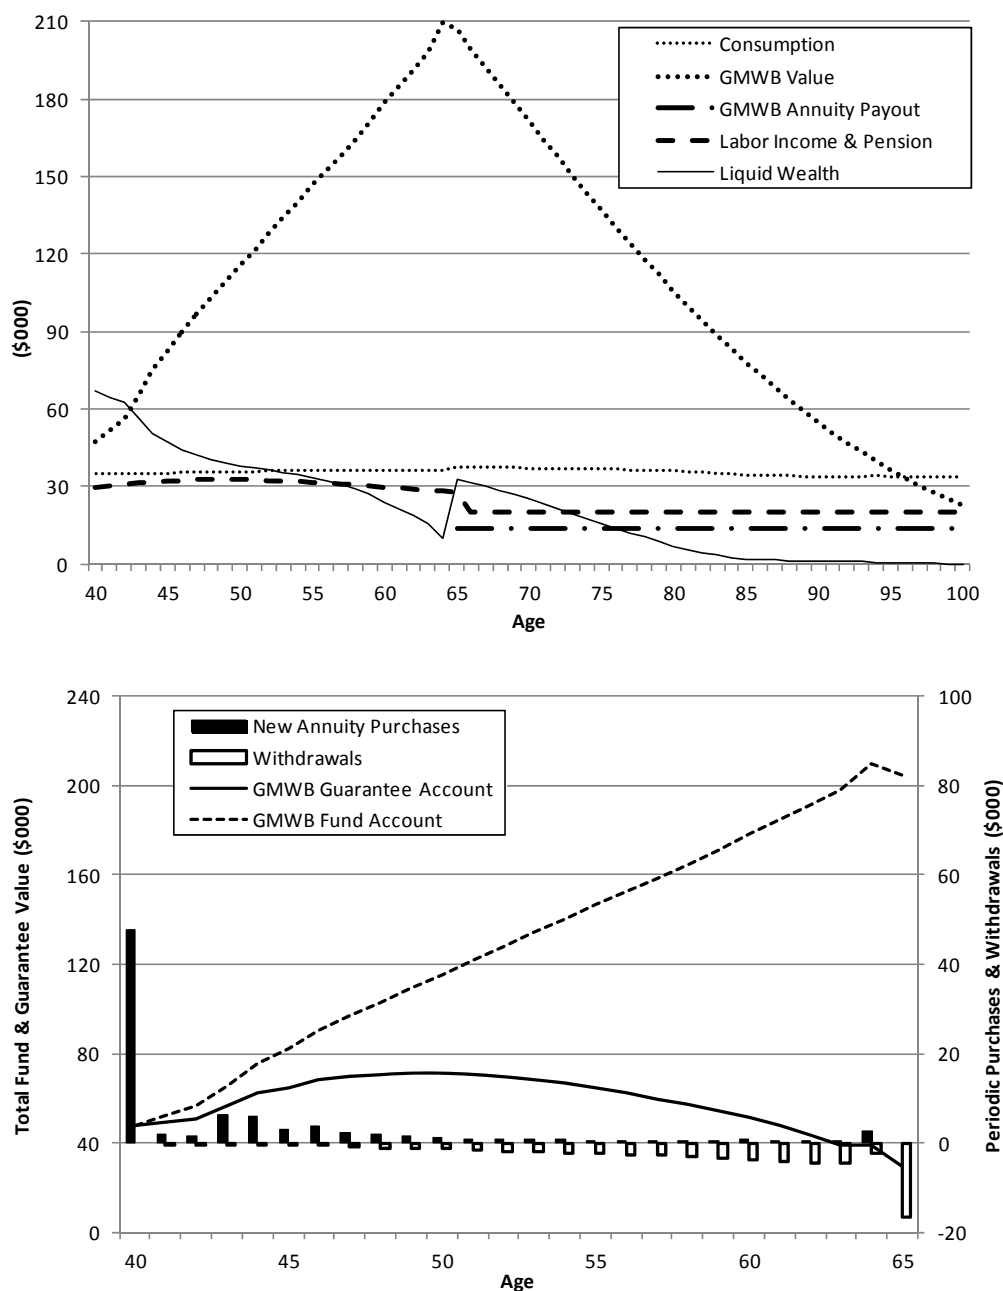 210
180
150
120
90
60
30
0
($000)
Consumption
GMWB Value
GMWB Annuity Payout
Labor Income & Pension
Liquid Wealth
40 45 50 55 60 65 70 75 80 85 90 95 100
Age
240
200
160
120
80
40
0
Total Fund & Guarantee Value ($000)
New Annuity Purchases
Withdrawals
GMWB Guarantee Account
GMWB Fund Account
100
80
60
40
20
0
-20
Periodic Purchases & Withdrawals ($000)
40 45 50 55 60 65
Age